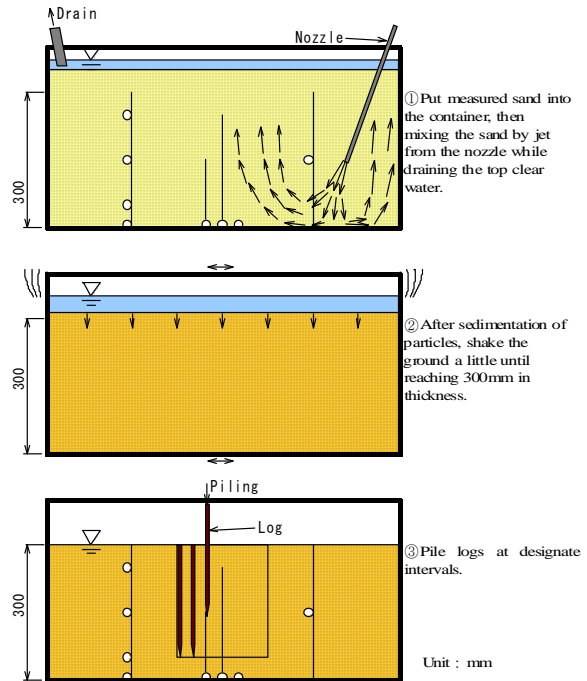 Drain
Nozzle
①Put measured sand into
the container, then
mixing the sand by jet
from the nozzle while
draining the top clear
water.
300
②After sedimentation of
particles, shake the
ground a little until
reaching 300mm in
thickness.
300
Piling
Log
③Pile logs at designate
intervals.
300
Unit : mm